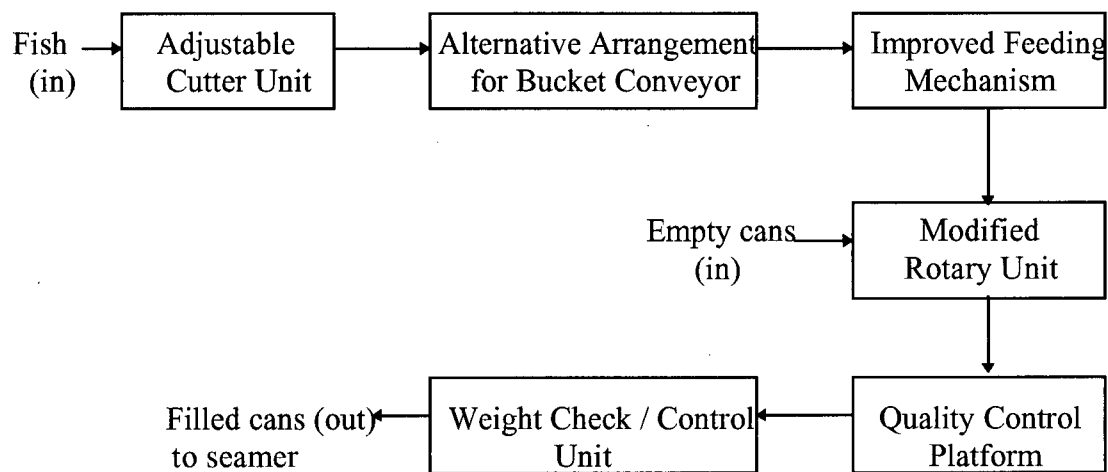 Fish
(in)
Adjustable
Cutter Unit
Alternative Arrangement
for Bucket Conveyor
Improved Feeding
Mechanism
Empty cans
(in)
Modified
Rotary Unit
Filled cans (out)
to seamer
Weight Check / Control
Unit
Quality Control
Platform